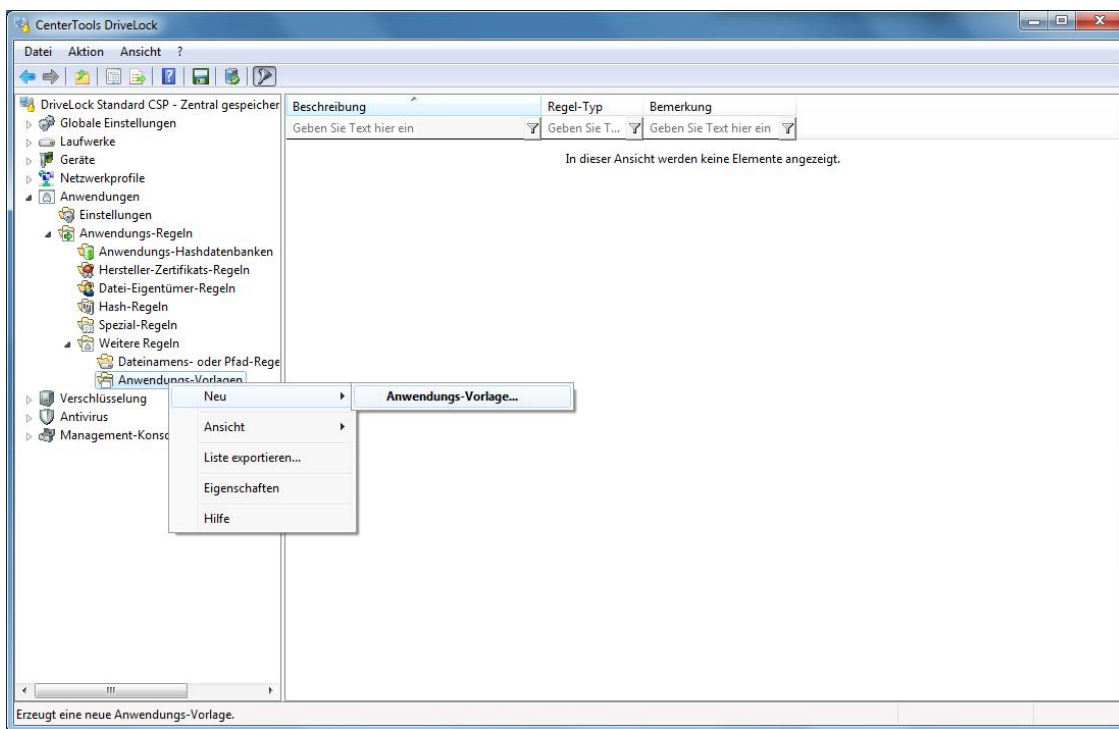 CenterTools DriveLock
Datei Aktion Ansicht ?
DriveLock Standard CSP - Zentral gespeicher
Globale Einstellungen
Laufwerke
Geräte
Netzwerkprofile
Anwendungen
Einstellungen
Anwendungs-Regeln
Anwendungs-Hashdatenbanken
Hersteller-Zertifikats-Regeln
Datei-Eigentümer-Regeln
Hash-Regeln
Spezial-Regeln
Weitere Regeln
Dateinamens- oder Pfad-Rege
Anwendungs-Vorlagen
Verschlüsselung
Antivirus
Management-Konso
Beschreibung Regel-Typ Bemerkung
Geben Sie Text hier ein Geben Sie T... Geben Sie Text hier ein
In dieser Ansicht werden keine Elemente angezeigt.
Neu
Ansicht
Liste exportieren...
Eigenschaften
Hilfe
Anwendungs-Vorlage...
Erzeugt eine neue Anwendungs-Vorlage.